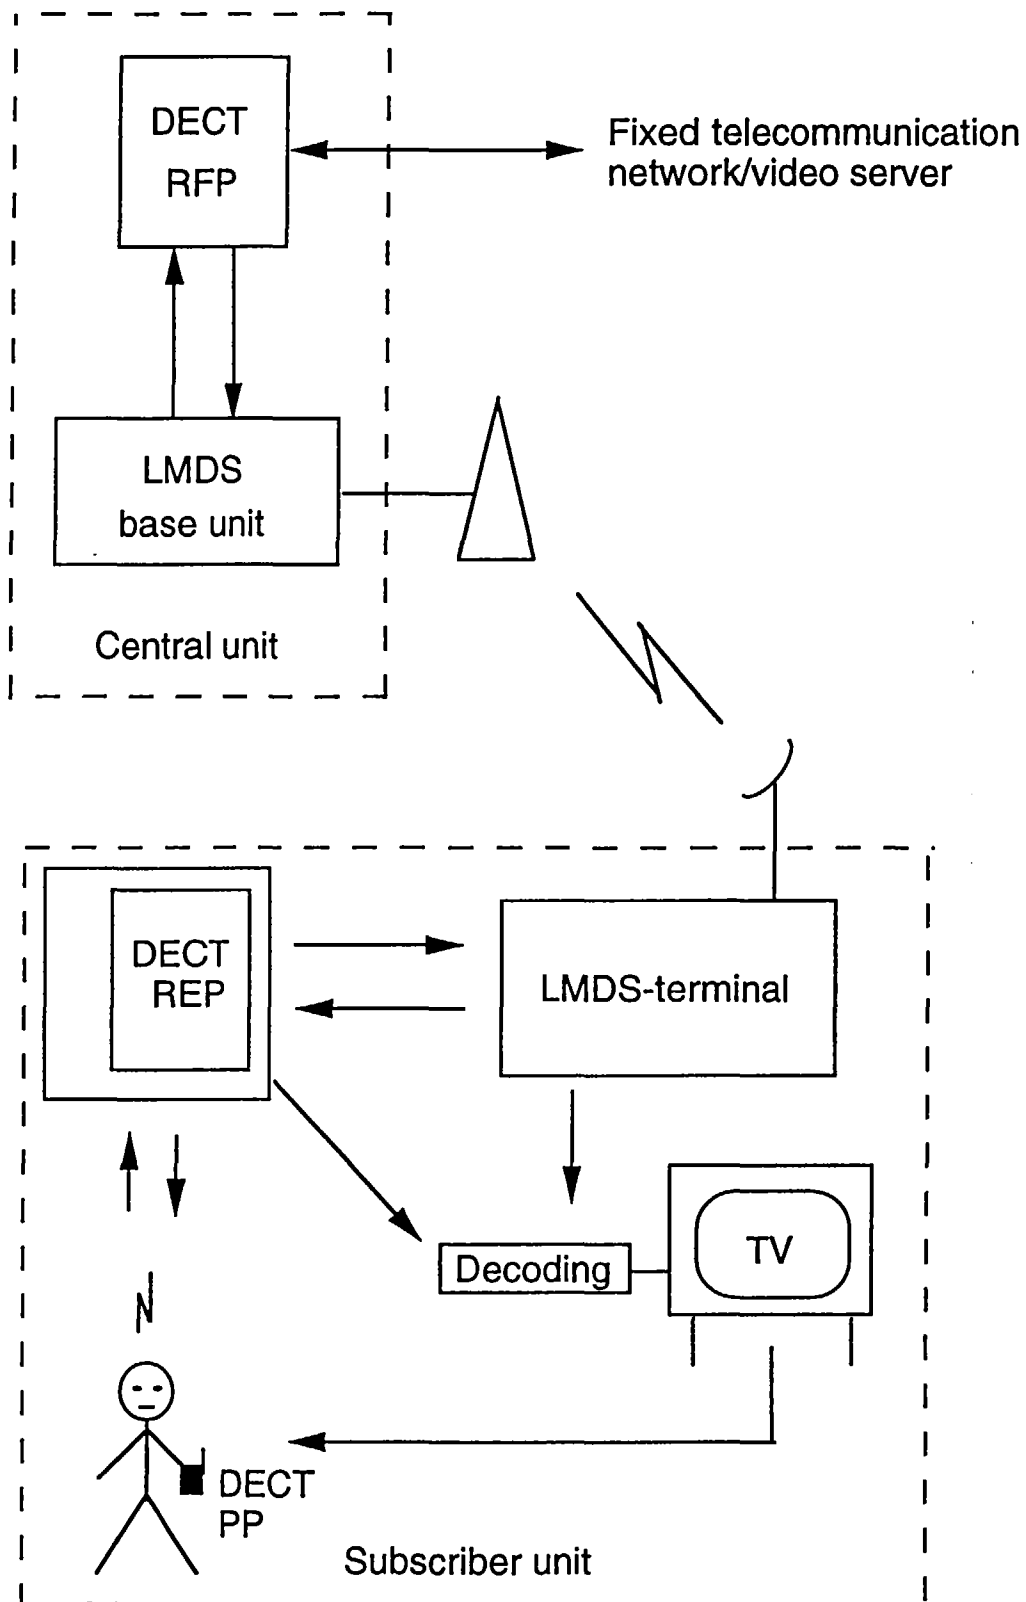 DECT
RFP
Fixed telecommunication
network/video server
LMDS
base unit
Central unit
DECT
REP
LMDS-terminal
Decoding
TV
DECT
PP
Subscriber unit